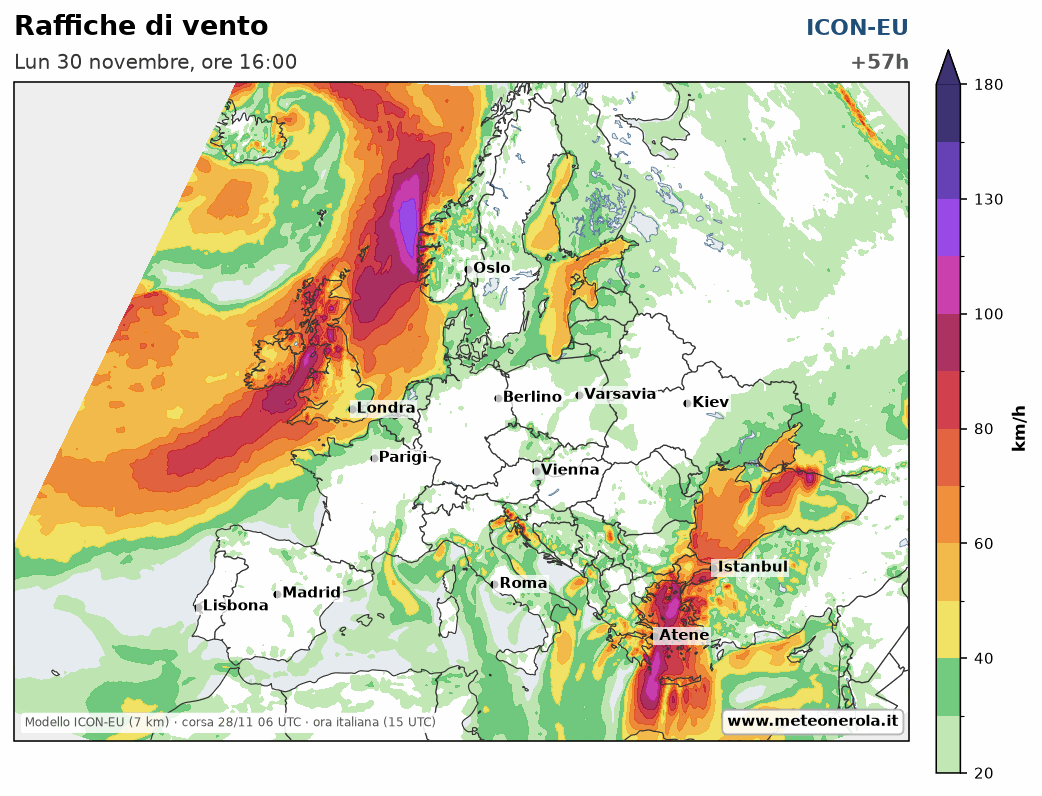 Raffiche di vento
ICON-EU
Lun 30 novembre, ore 16:00
+57h
180
130
100
80
60
40
20
km/h
Oslo
Berlino
Varsavia
Kiev
Londra
Parigi
Vienna
Istanbul
Roma
Madrid
Lisbona
Atene
Modello ICON-EU (7 km) · corsa 28/11 06 UTC · ora italiana (15 UTC)
www.meteonerola.it